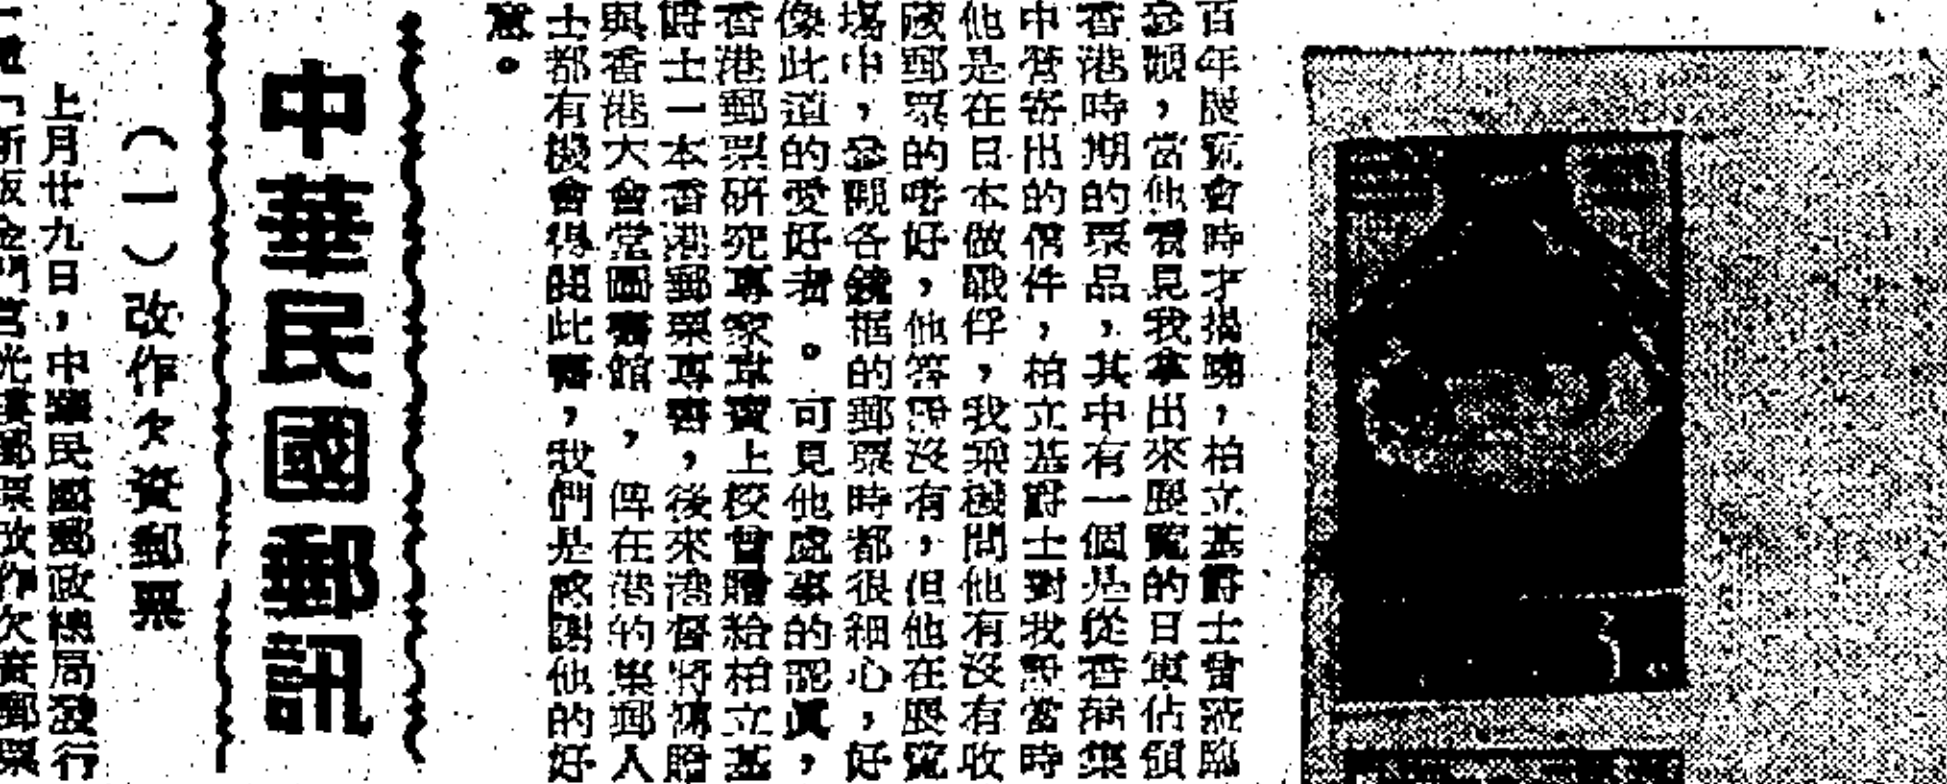 百年展覽會時才揭曉，柏立基爵士曾蒞臨
參觀，當他看見我拿出來展覽的日軍佔領
香港時期的票品，其中有一個是從香港集
中營寄出的信件，柏立基爵士對我說當時
他是在日本做戰俘，我乘機問他有沒有收
藏郵票的嗜好，他答說沒有，但他在展覽
場中，參觀各鏡框的郵票時都很細心，好
像此道的愛好者。可見他處事的認真，
香港郵票研究專家韋寶上校曾贈給柏立基
爵士一本香港郵票專書，後來港督將轉贈
與香港大會堂圖書館，俾在港的集郵人
士都有機會得閱此書，我們是感謝他的好
意。
中華民國郵訊
（一）改作欠資郵票
上月廿九日，中華民國郵政總局發行
「新版金門莒光樓郵票改作欠資郵票